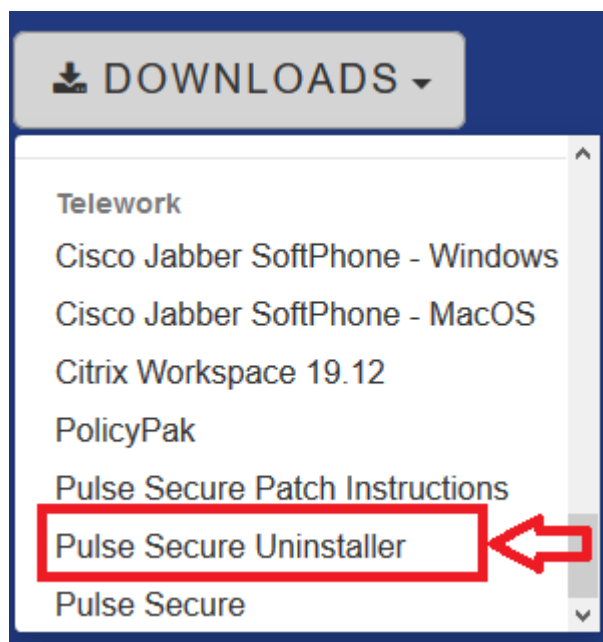 DOWNLOADS
Telework
Cisco Jabber SoftPhone - Windows
Cisco Jabber SoftPhone - MacOS
Citrix Workspace 19.12
PolicyPak
Pulse Secure Patch Instructions
Pulse Secure Uninstaller
Pulse Secure